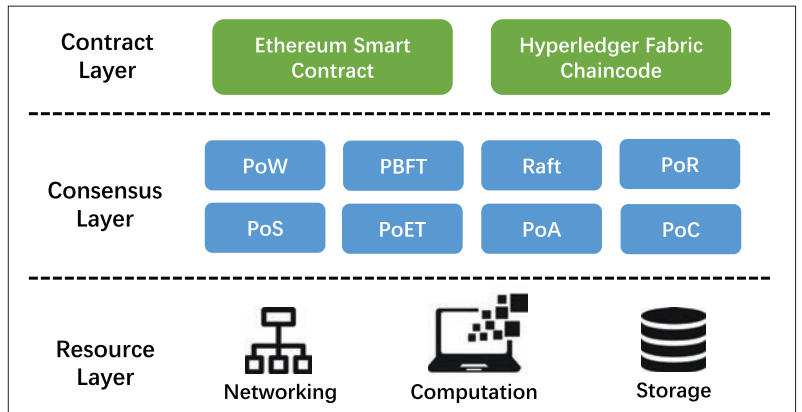 Contract
Layer
Ethereum Smart
Contract
Hyperledger Fabric
Chaincode
Consensus
Layer
PoW
PBFT
Raft
PoR
PoS
PoET
PoA
PoC
Resource
Layer
Networking
Computation
Storage